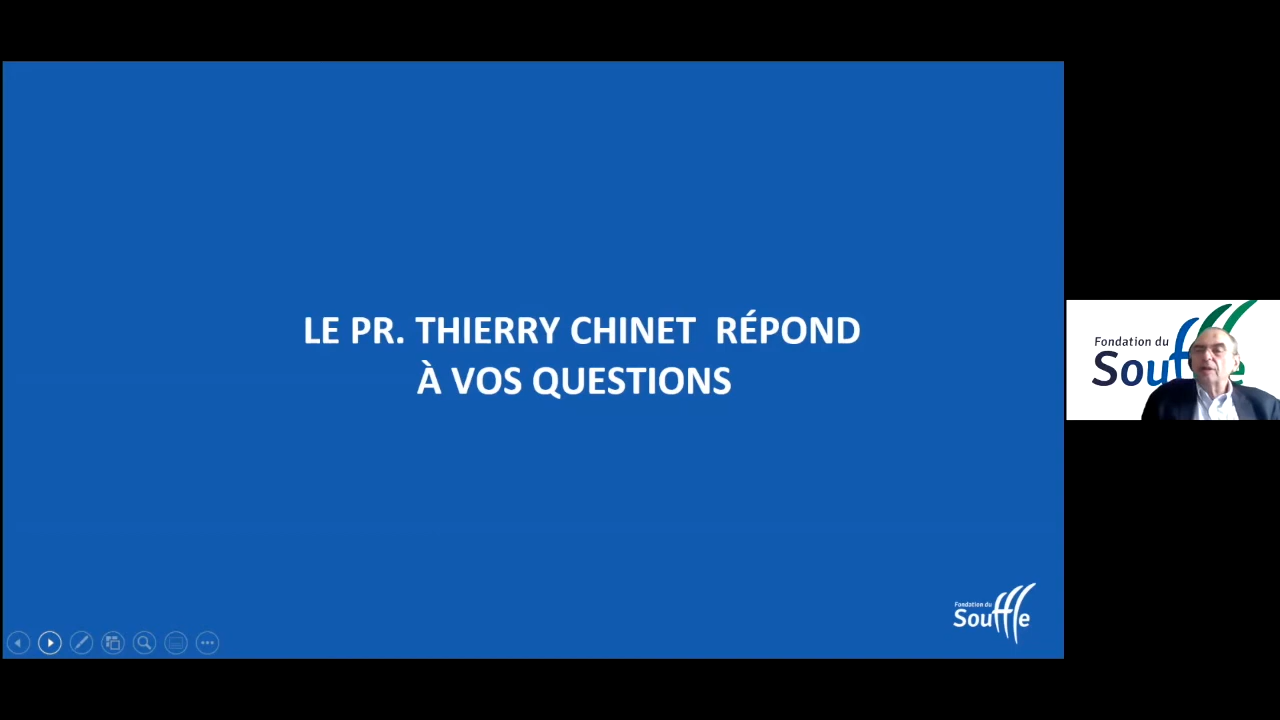 LE PR. THIERRY CHINET RÉPOND
À VOS QUESTIONS
Fondation du
Souffle
Fondation du
Souffle